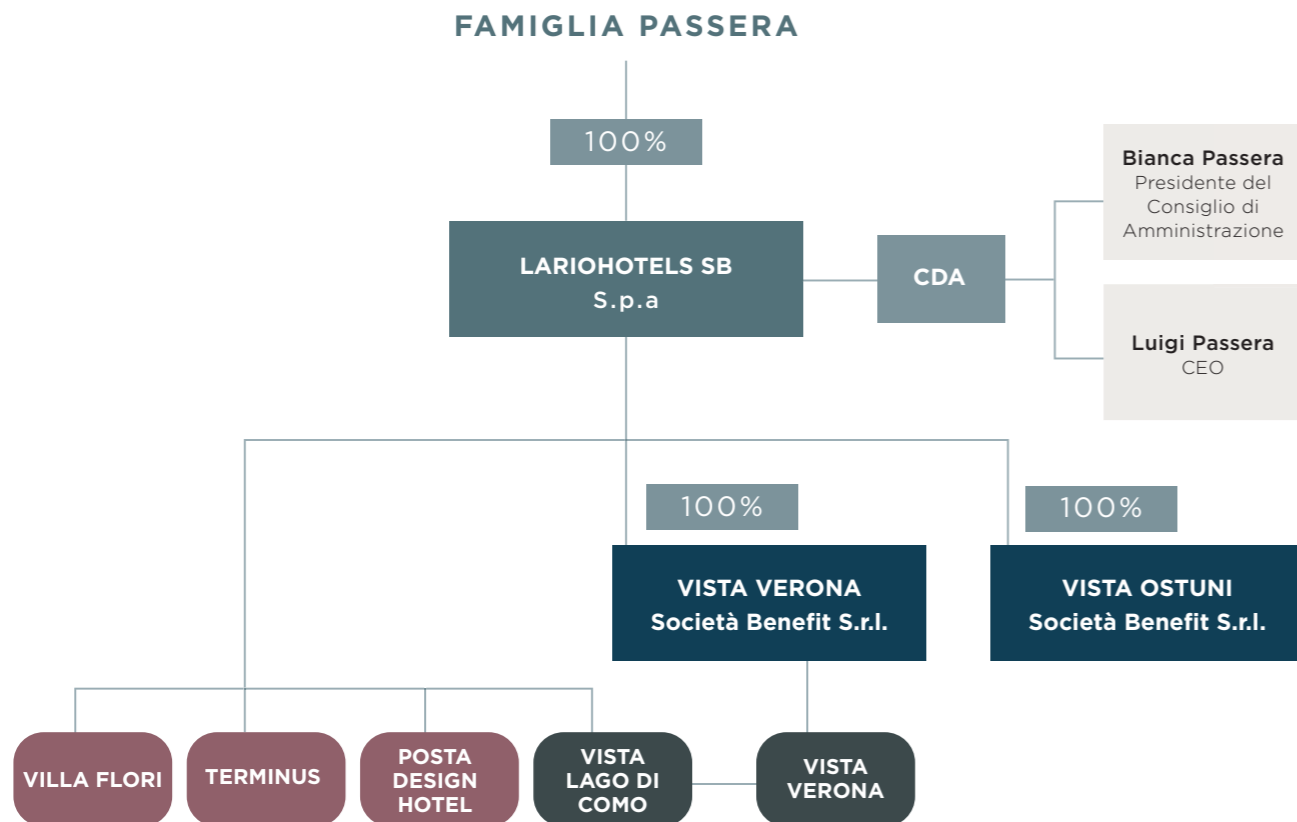 FAMIGLIA PASSERA
100%
LARIOHOTELS SB
S.p.a
CDA
Bianca Passera
Presidente del
Consiglio di
Amministrazione
Luigi Passera
CEO
100%
VISTA VERONA
Società Benefit S.r.l.
100%
VISTA OSTUNI
Società Benefit S.r.l.
VILLA FLORI
TERMINUS
POSTA
DESIGN
HOTEL
VISTA
LAGO DI
COMO
VISTA
VERONA